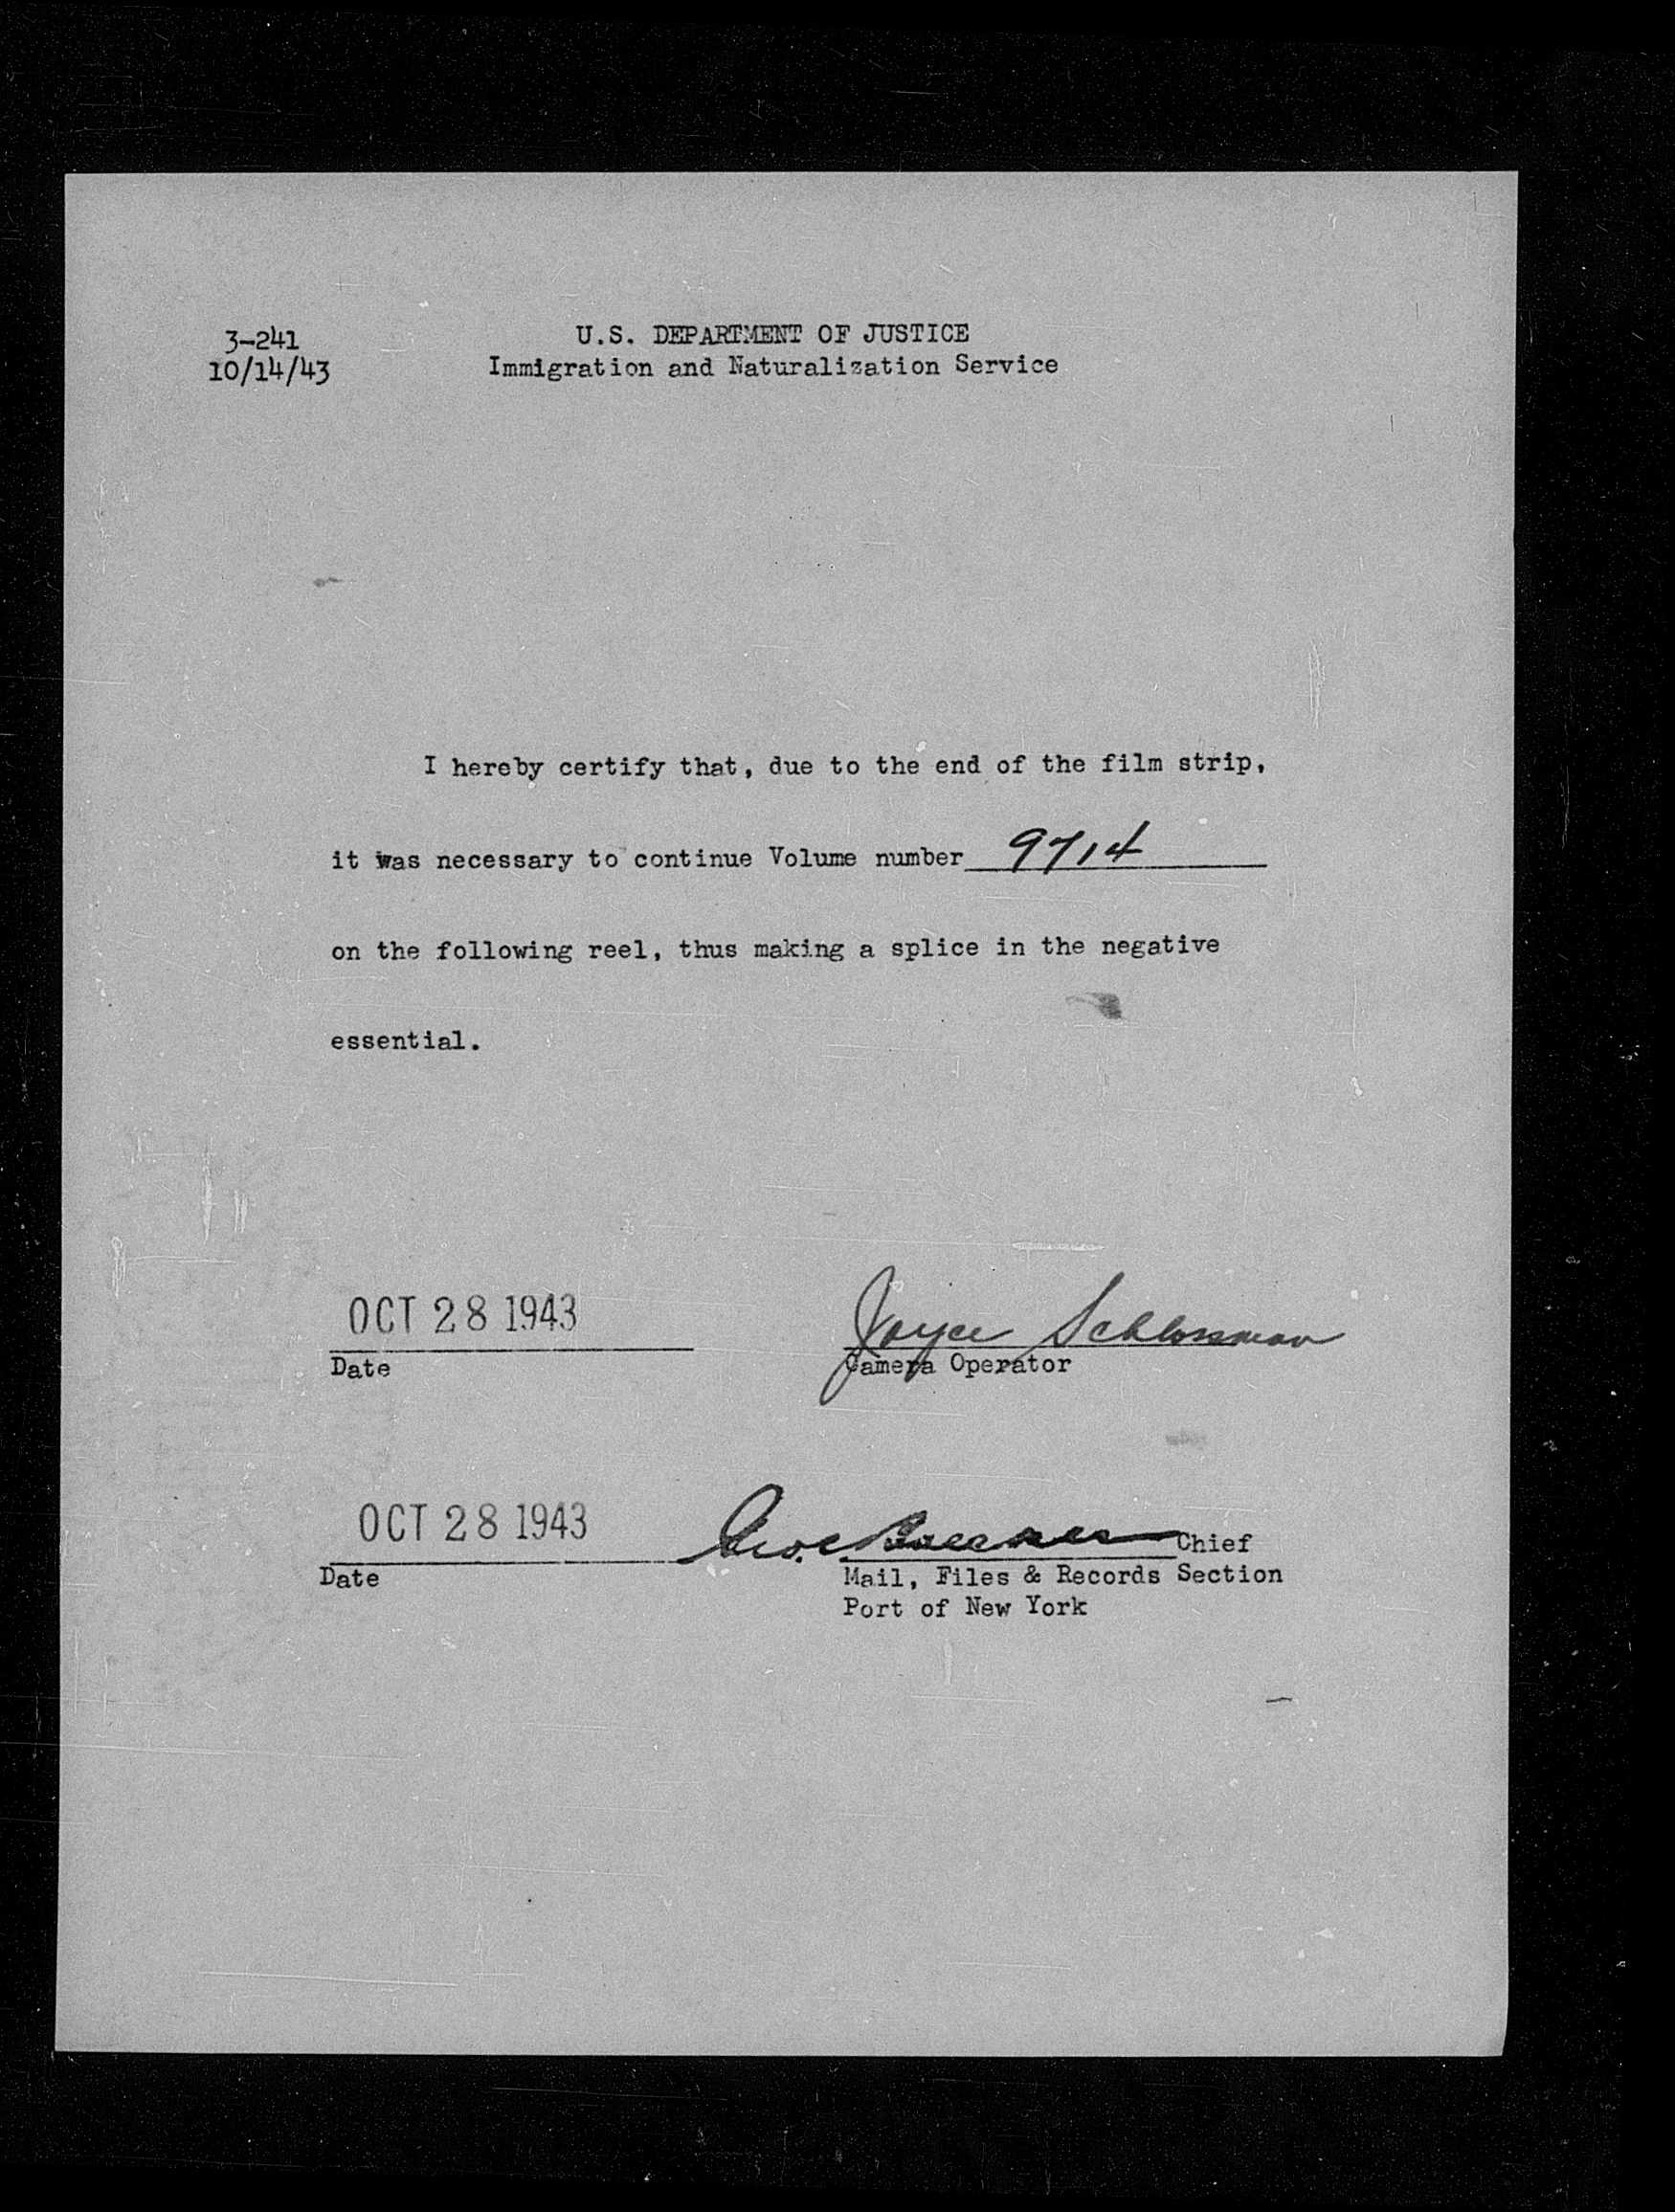 3-241
10/14/43
U.S. DEPARTMENT OF JUSTICE
Immigration and Naturalization Service
I hereby certify that, due to the end of the film strip,
it was necessary to continue Volume number 9714
on the following reel, thus making a splice in the negative
essential.
OCT 28 1943
Joyce Schlossman
Date
Camera Operator
OCT 28 1943
Chief
Date
Mail, Files & Records Section
Port of New York